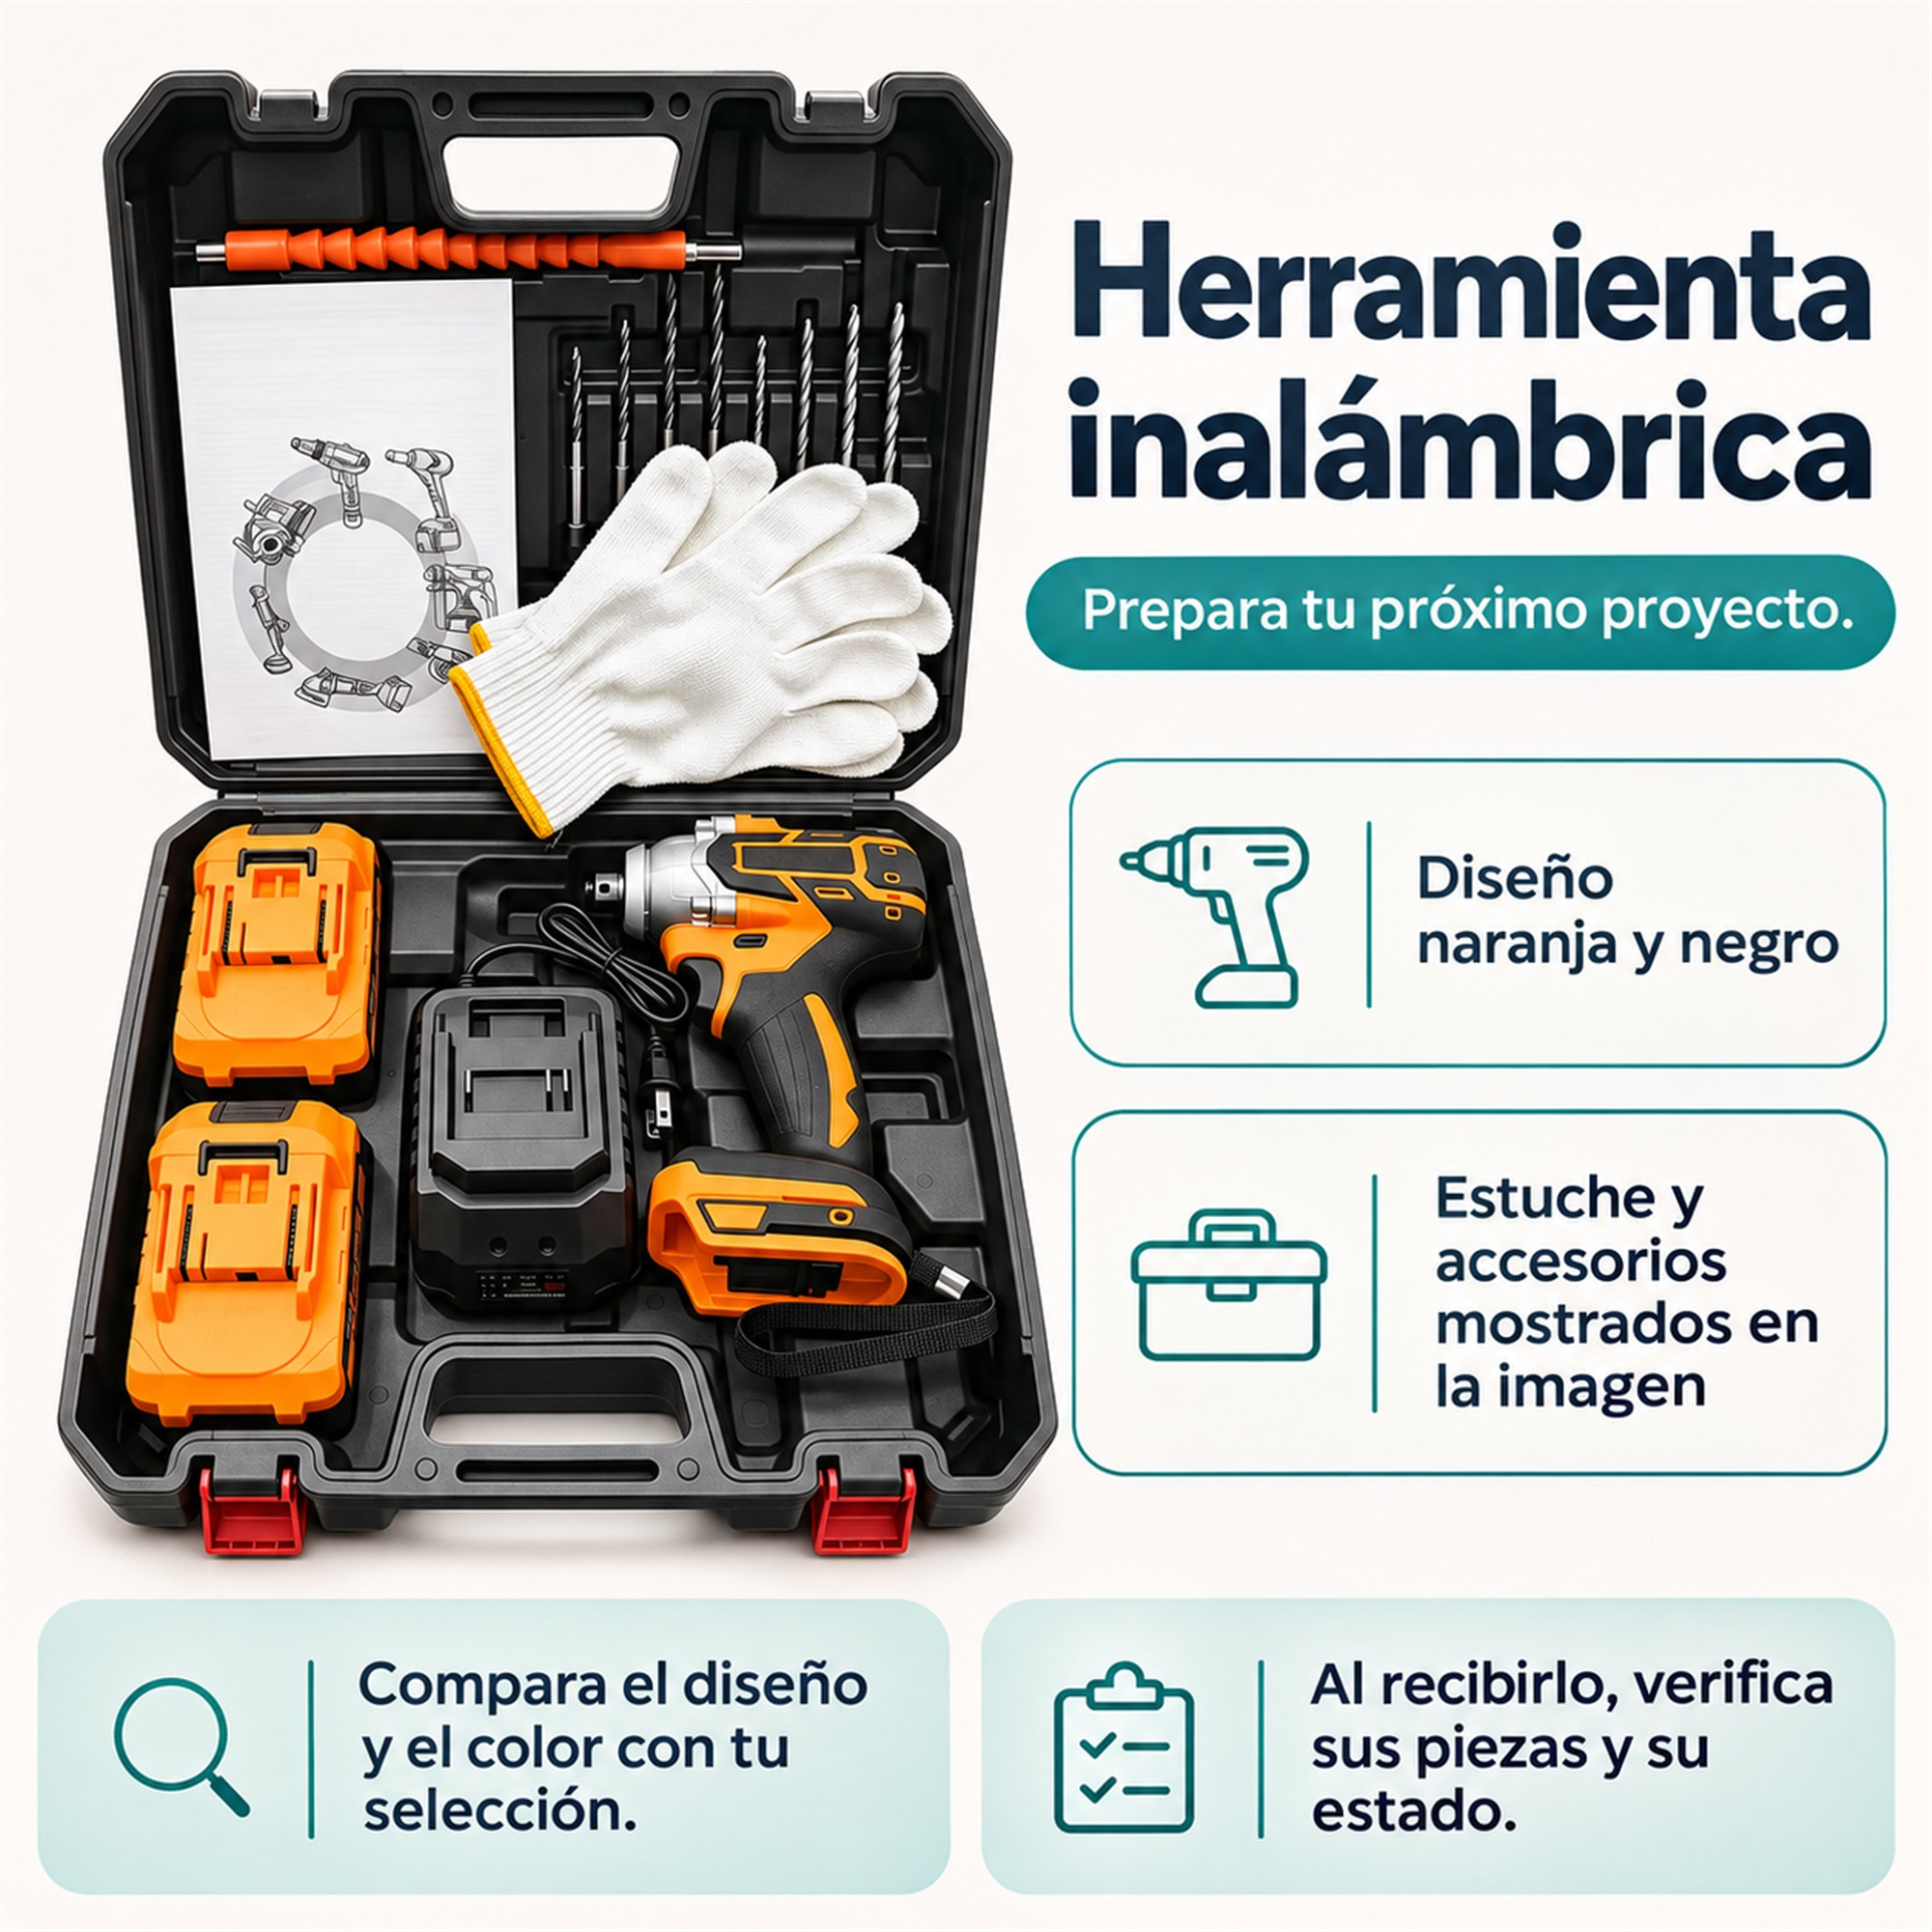 Herramienta
inalámbrica
Prepara tu próximo proyecto.
Diseño
naranja y negro
Estuche y
accesorios
mostrados en
la imagen
Compara el diseño
y el color con tu
selección.
Al recibirlo, verifica
sus piezas y su
estado.